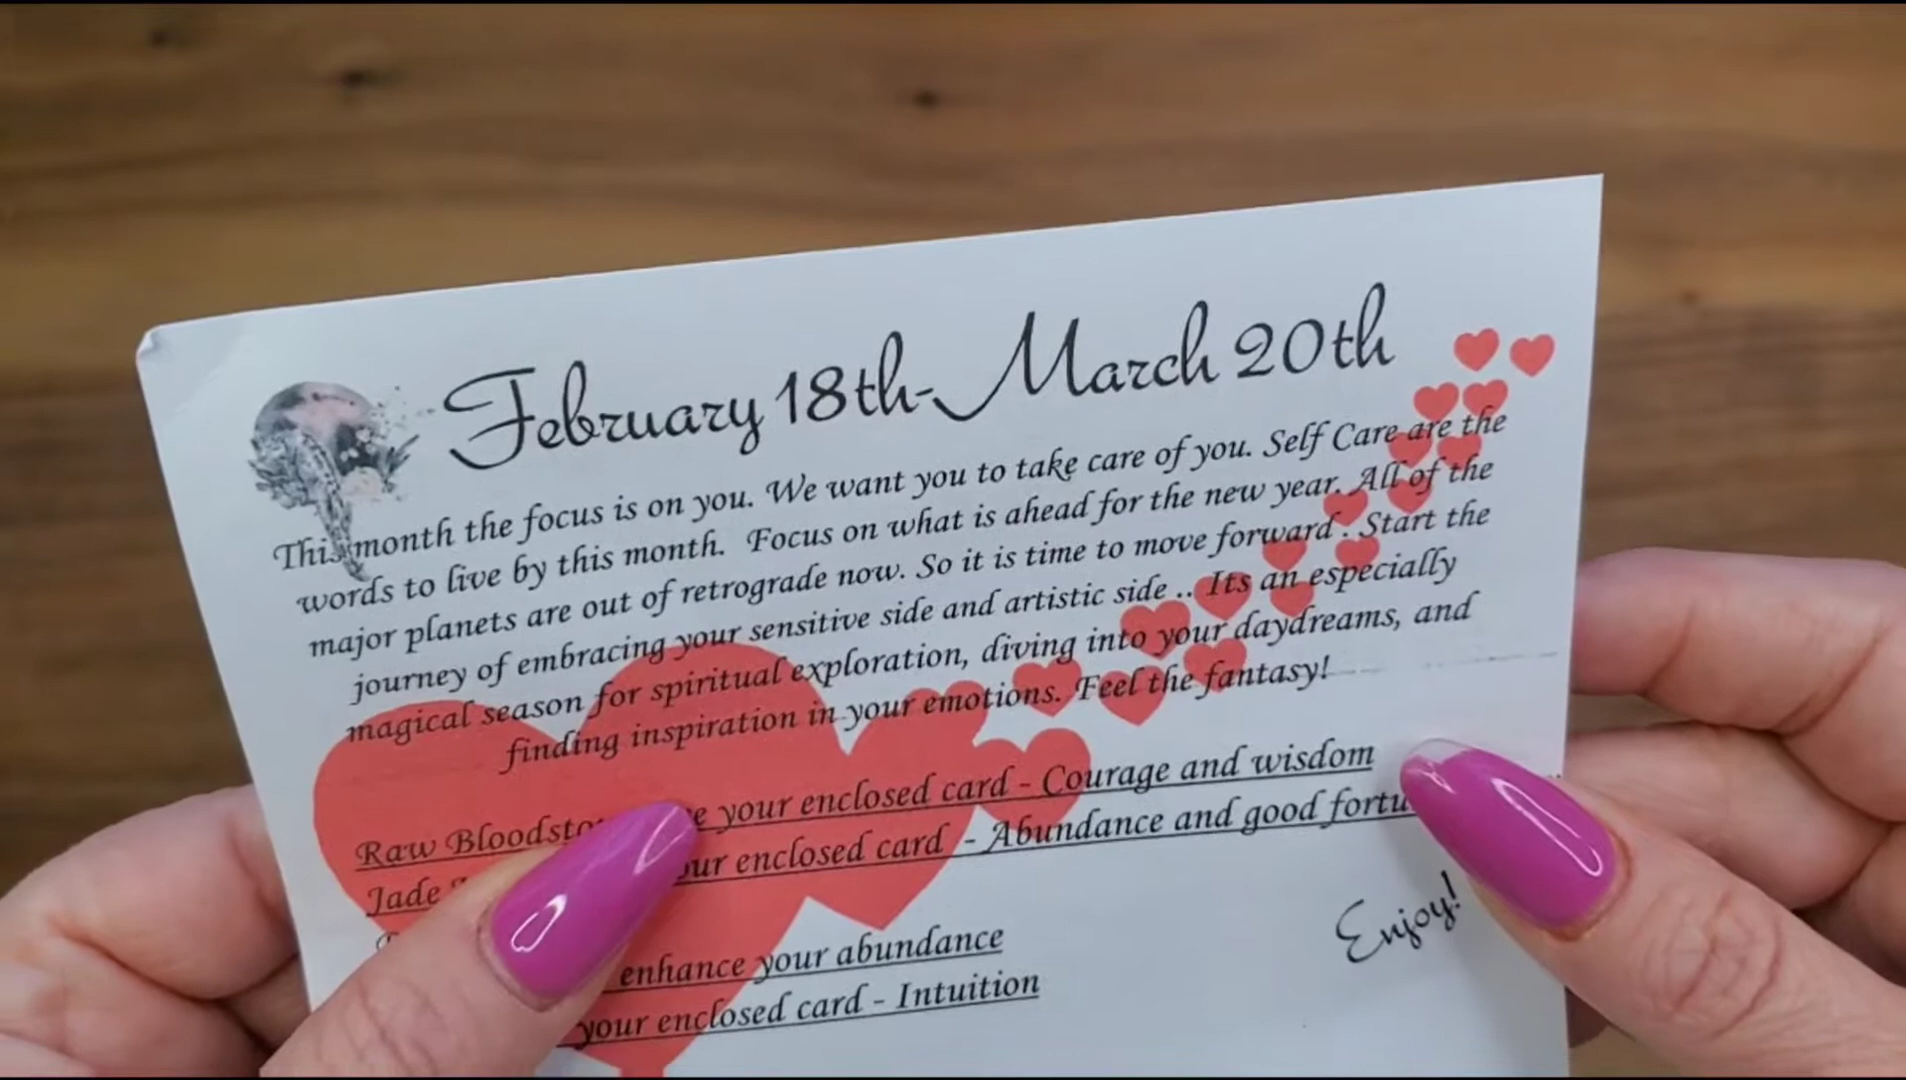 February 18th-March 20th
This month the focus is on you. We want you to take care of you. Self Care are the
words to live by this month. Focus on what is ahead for the new year. All of the
major planets are out of retrograde now. So it is time to move forward . Start the
journey of embracing your sensitive side and artistic side .. Its an especially
magical season for spiritual exploration, diving into your daydreams, and
finding inspiration in your emotions. Feel the fantasy!
Raw your enclosed card - Courage and wisdom
Jade enclosed card - Abundance and good
enhance your abundance
your enclosed card - Intuition
Enjoy!